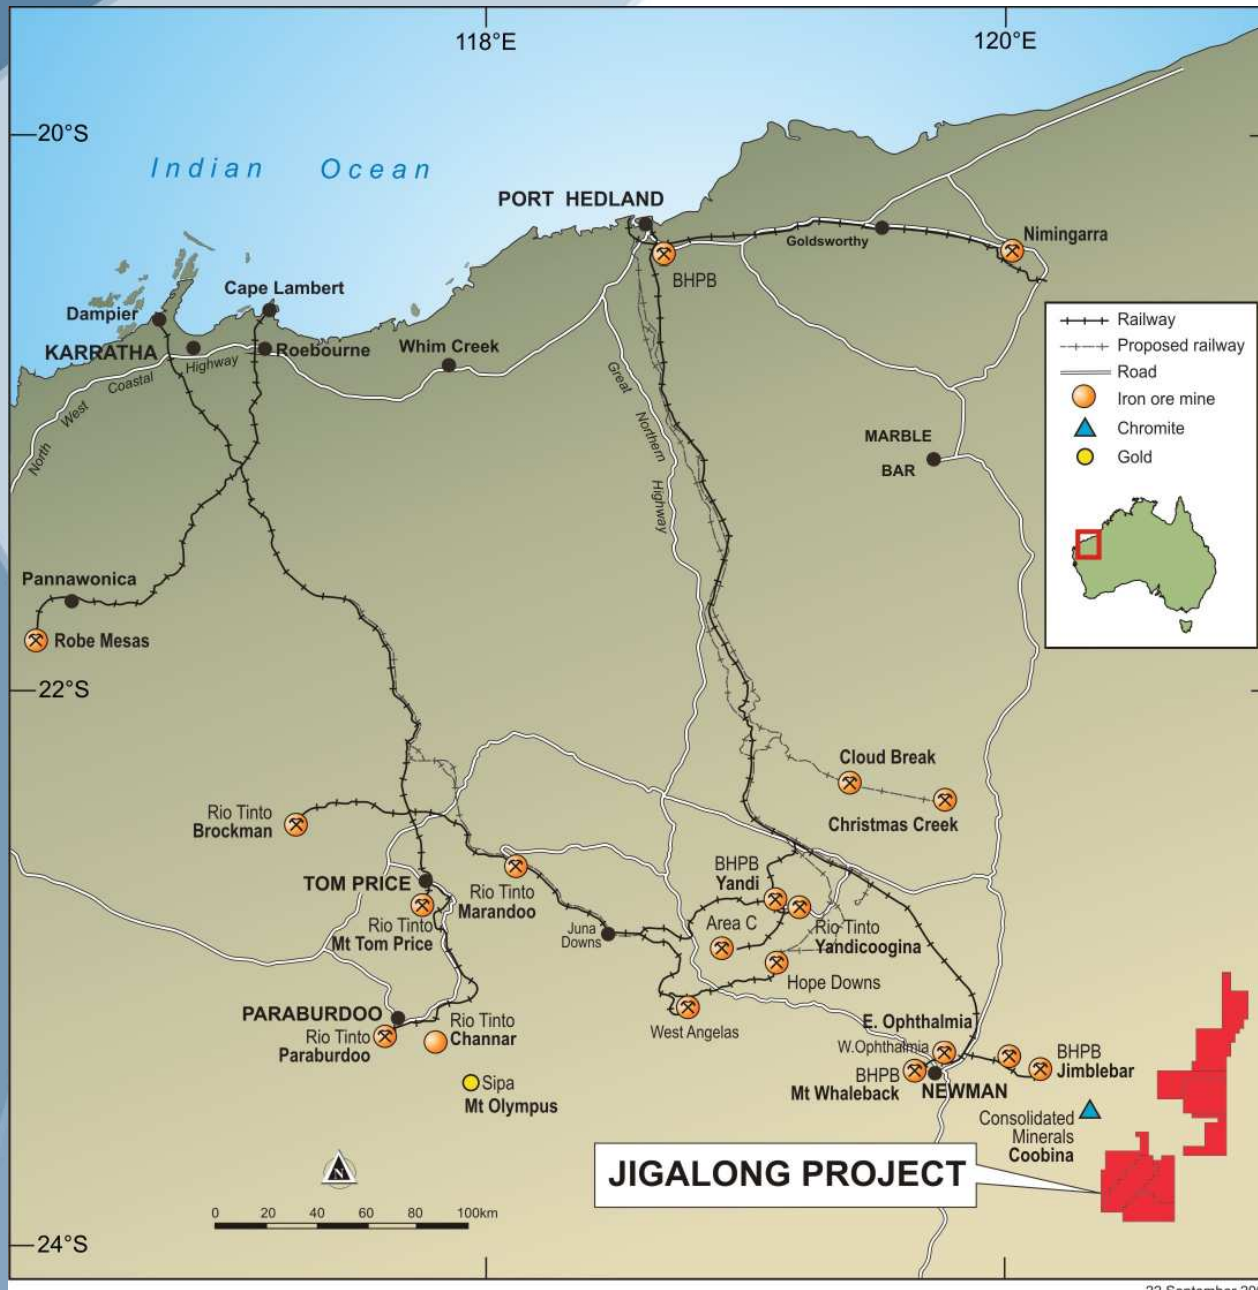 118°E
120°E
20°S
Indian Ocean
PORT HEDLAND
Goldsworthy
Nimingarra
BHPB
Cape Lambert
Dampier
KARRATHA
Roebourne
Whim Creek
North West Coastal Highway
Great Northern Highway
Railway
Proposed railway
Road
Iron ore mine
Chromite
Gold
MARBLE
BAR
Pannawonica
Robe Mesas
22°S
Cloud Break
Christmas Creek
Rio Tinto
Brockman
TOM PRICE
Rio Tinto
Mt Tom Price
Rio Tinto
Marandoo
Juna
Downs
BHPB
Yandi
Area C
Rio Tinto
Yandicoogina
Hope Downs
West Angelas
PARABURDOO
Rio Tinto
Paraburdoo
Rio Tinto
Channar
Sipa
Mt Olympus
E. Ophthalmia
W.Ophthalmia
BHPB
Mt Whaleback
NEWMAN
BHPB
Jimblebar
Consolidated
Minerals
Coobina
JIGALONG PROJECT
N
0 20 40 60 80 100km
24°S